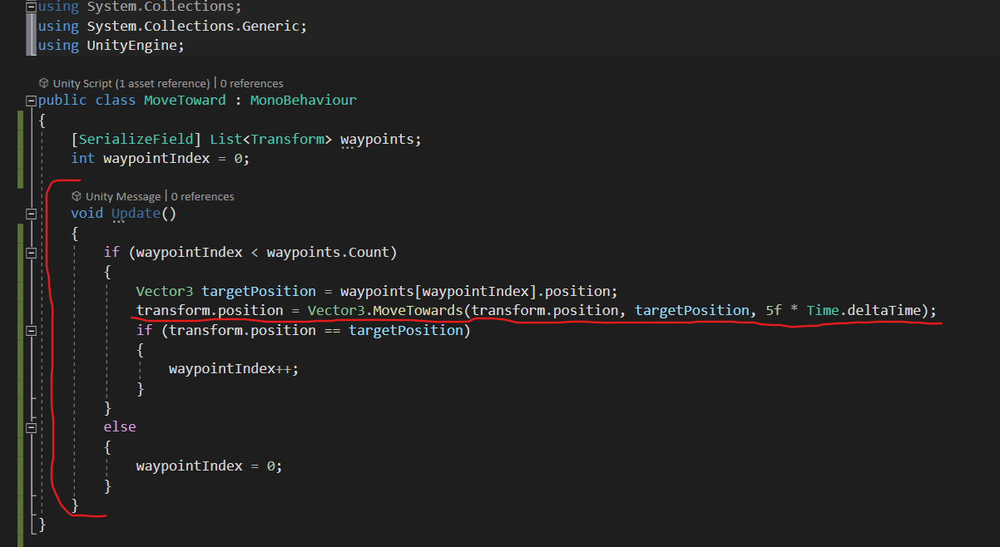 using System.Collections;
using System.Collections.Generic;
using UnityEngine;
Unity Script (1 asset reference) | 0 references
public class MoveToward : MonoBehaviour
{
[SerializeField] List<Transform> waypoints;
int waypointIndex = 0;
Unity Message | 0 references
void Update()
{
if (waypointIndex < waypoints.Count)
{
Vector3 targetPosition = waypoints[waypointIndex].position;
transform.position = Vector3.MoveTowards(transform.position, targetPosition, 5f * Time.deltaTime);
if (transform.position == targetPosition)
{
waypointIndex++;
}
}
else
{
waypointIndex = 0;
}
}
}